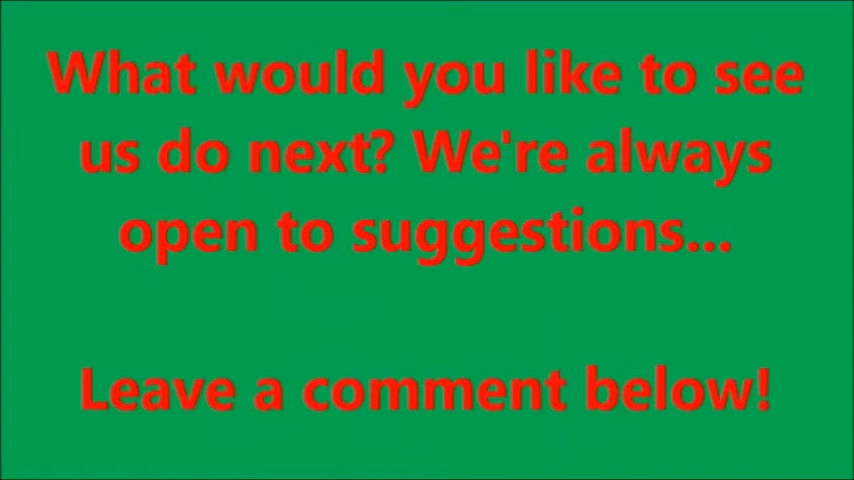 What would you like to see
us do next? We're always
open to suggestions...
Leave a comment below!